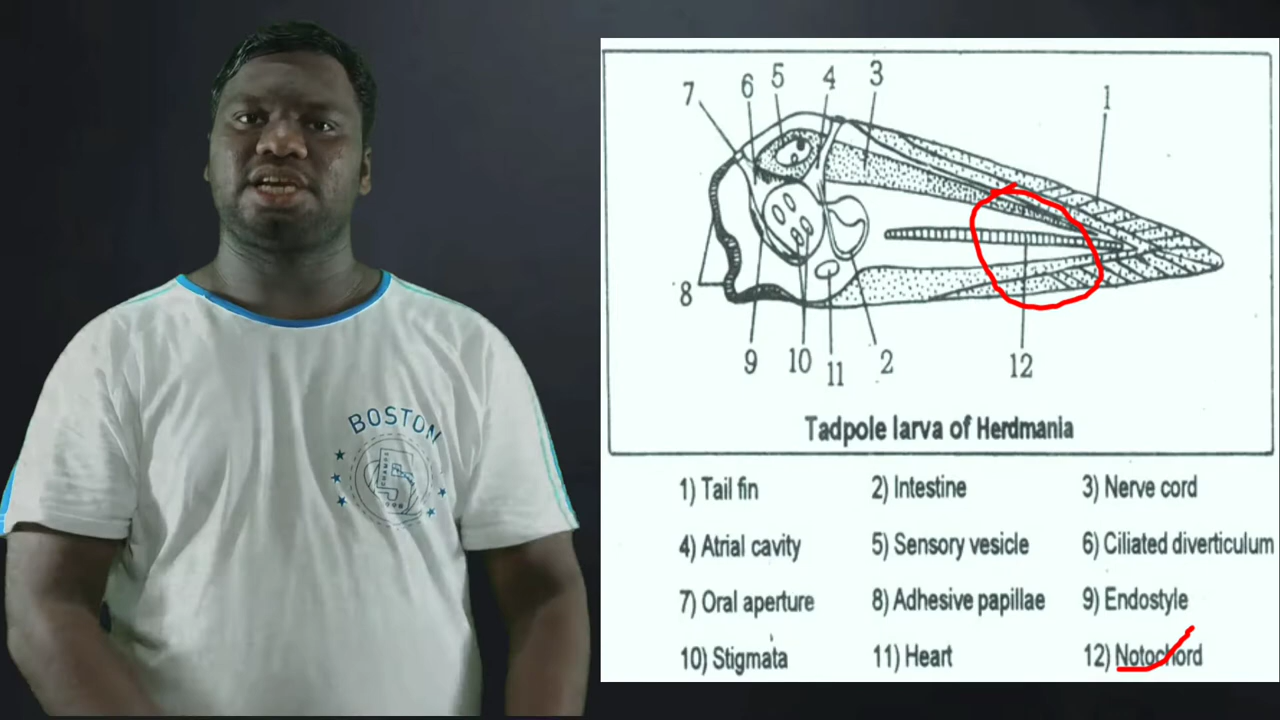 BOSTON
CHAMPS
7
6
5
4
3
1
8
9
10
11
2
12
Tadpole larva of Herdmania
1) Tail fin 2) Intestine 3) Nerve cord
4) Atrial cavity 5) Sensory vesicle 6) Ciliated diverticulum
7) Oral aperture 8) Adhesive papillae 9) Endostyle
10) Stigmata 11) Heart 12) Notochord